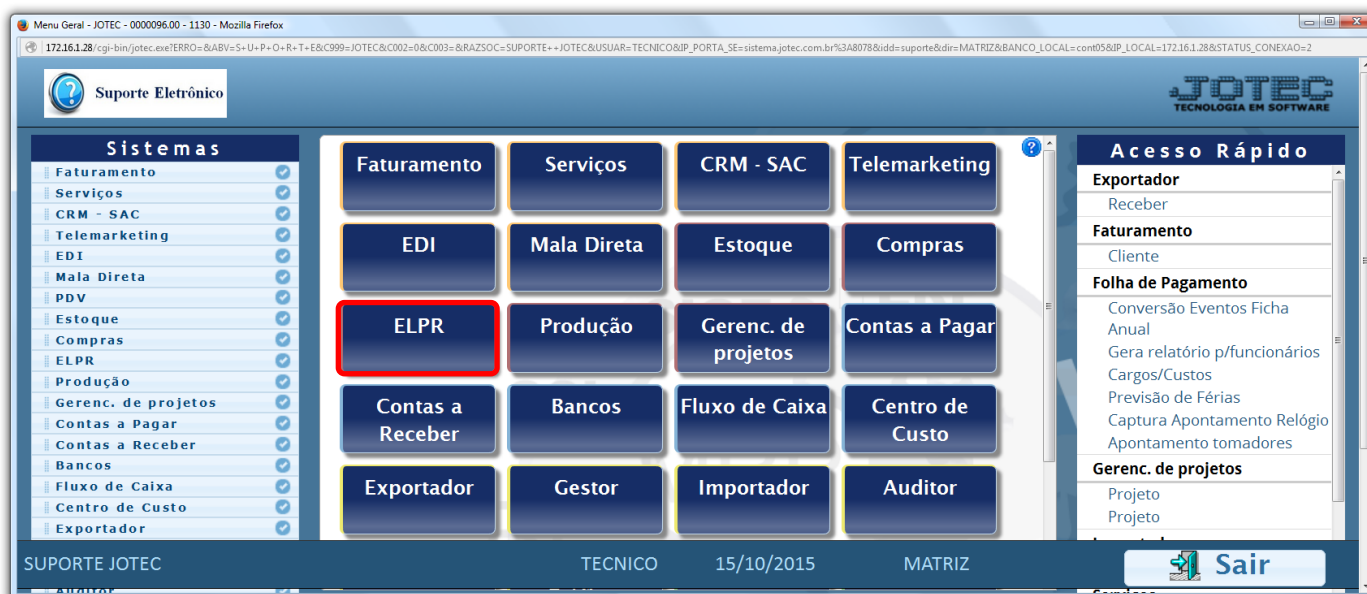 Menu Geral - JOTEC - 0000096.00 - 1130 - Mozilla Firefox
172.16.1.28/cgi-bin/jotec.exe?ERRO=&ABV=S+U+P+O+R+T+E&C999=JOTEC&C002=0&C003=&RAZSOC=SUPORTE++JOTEC&USUAR=TECNICO&IP_PORTA_SE=sistema.jotec.com.br%3A8078&idd=suporte&dir=MATRIZ&BANCO_LOCAL=cont05&IP_LOCAL=172.16.1.28&STATUS_CONEXAO=2
Suporte Eletrônico
JOTEC
TECNOLOGIA EM SOFTWARE
Sistemas
Faturamento
Serviços
CRM - SAC
Telemarketing
EDI
Mala Direta
PDV
Estoque
Compras
ELPR
Produção
Gerenc. de projetos
Contas a Pagar
Contas a Receber
Bancos
Fluxo de Caixa
Centro de Custo
Exportador
Auditor
Faturamento
Serviços
CRM - SAC
Telemarketing
EDI
Mala Direta
Estoque
Compras
ELPR
Produção
Gerenc. de
projetos
Contas a Pagar
Contas a
Receber
Bancos
Fluxo de Caixa
Centro de
Custo
Exportador
Gestor
Importador
Auditor
Acesso Rápido
Exportador
Receber
Faturamento
Cliente
Folha de Pagamento
Conversão Eventos Ficha
Anual
Gera relatório p/funcionários
Cargos/Custos
Previsão de Férias
Captura Apontamento Relógio
Apontamento tomadores
Gerenc. de projetos
Projeto
Projeto
SUPORTE JOTEC
TECNICO
15/10/2015
MATRIZ
Sair